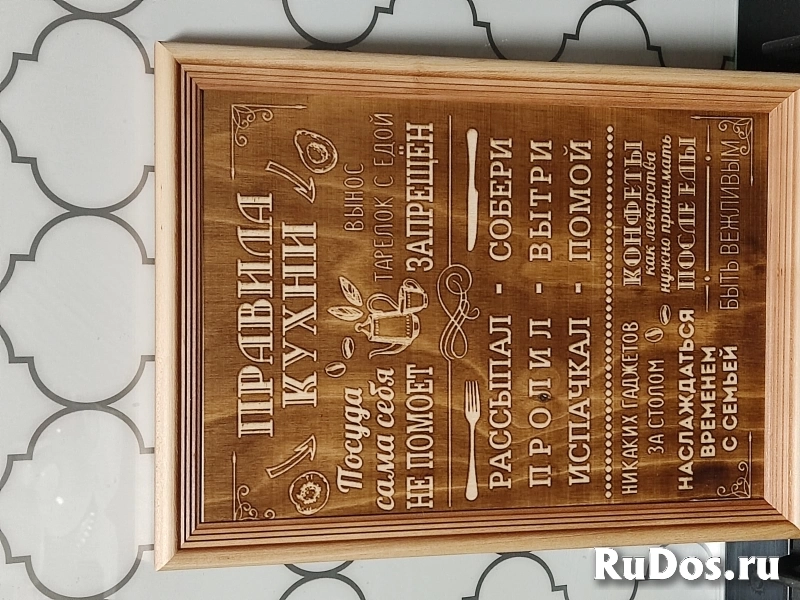 ПРАВИЛА
КУХНИ
Посуда
сама себя
НЕ ПОМОЕТ
ВЫНОС
ТАРЕЛОК С ЕДОЙ
ЗАПРЕЩЁН
РАССЫПАЛ - СОБЕРИ
ПРОЛИЛ - ВЫТРИ
ИСПАЧКАЛ - ПОМОЙ
НИКАКИХ ГАДЖЕТОВ
ЗА СТОЛОМ
НАСЛАЖДАТЬСЯ
ВРЕМЕНЕМ
С СЕМЬЕЙ
КОНФЕТЫ
как лекарства
нужно принимать
ПОСЛЕ ЕДЫ
БЫТЬ ВЕЖЛИВЫМ
RuDos.ru